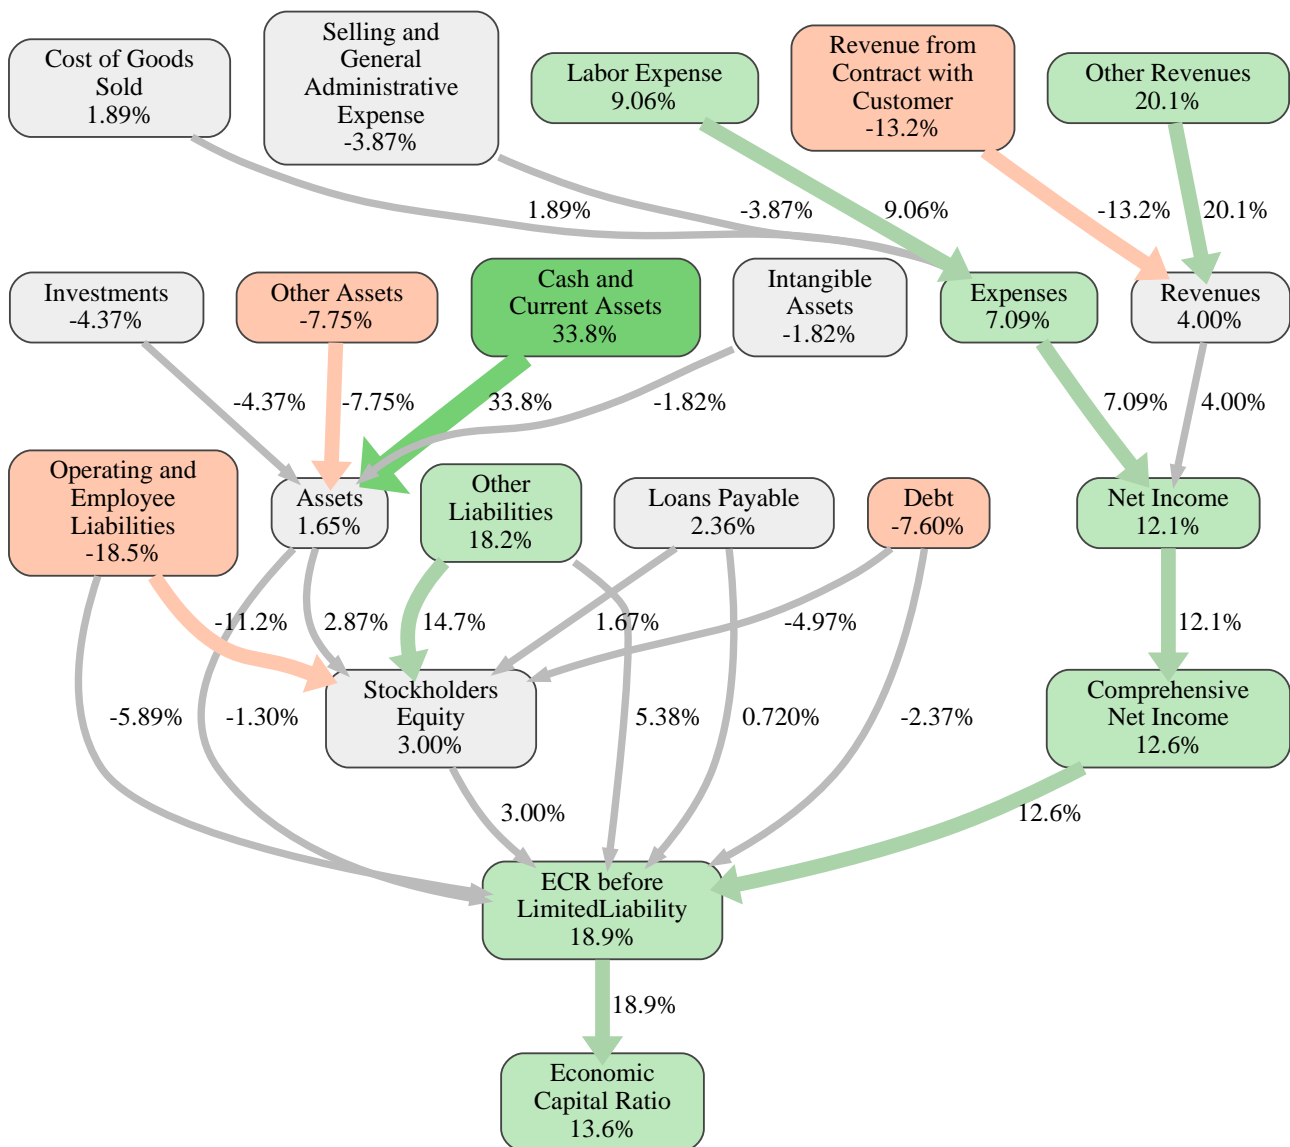 Cost of Goods
Sold
1.89%
Selling and
General
Administrative
Expense
-3.87%
Labor Expense
9.06%
Revenue from
Contract with
Customer
-13.2%
Other Revenues
20.1%
1.89%
-3.87%
9.06%
-13.2%
20.1%
Investments
-4.37%
Other Assets
-7.75%
Cash and
Current Assets
33.8%
Intangible
Assets
-1.82%
Expenses
7.09%
Revenues
4.00%
-4.37%
-7.75%
33.8%
-1.82%
7.09%
4.00%
Operating and
Employee
Liabilities
-18.5%
Assets
1.65%
Other
Liabilities
18.2%
Loans Payable
2.36%
Debt
-7.60%
Net Income
12.1%
-11.2%
2.87%
14.7%
1.67%
-4.97%
12.1%
-5.89%
-1.30%
Stockholders
Equity
3.00%
5.38%
0.720%
-2.37%
Comprehensive
Net Income
12.6%
3.00%
12.6%
ECR before
LimitedLiability
18.9%
18.9%
Economic
Capital Ratio
13.6%